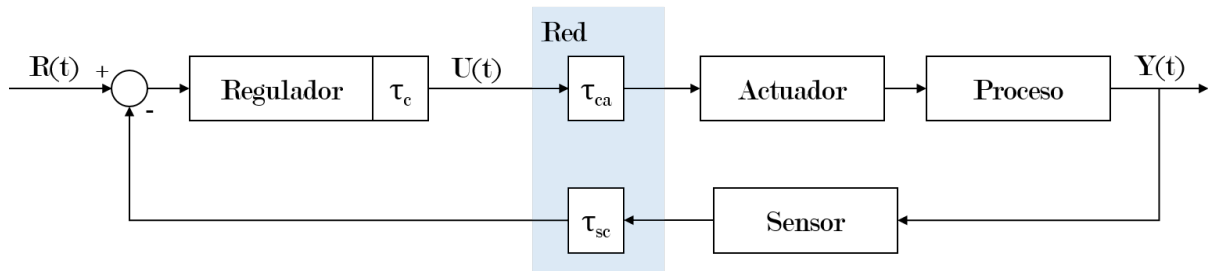 Red
R(t)
+
-
Regulador
τc
U(t)
τca
Actuador
Proceso
Y(t)
τsc
Sensor